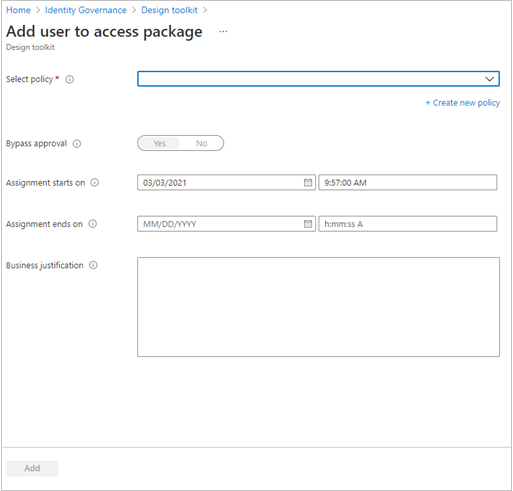 Home > Identity Governance > Design toolkit >
Add user to access package ...
Design toolkit
Select policy *
+ Create new policy
Bypass approval Yes No
Assignment starts on 03/03/2021 9:57:00 AM
Assignment ends on MM/DD/YYYY h:mm:ss A
Business justification
Add